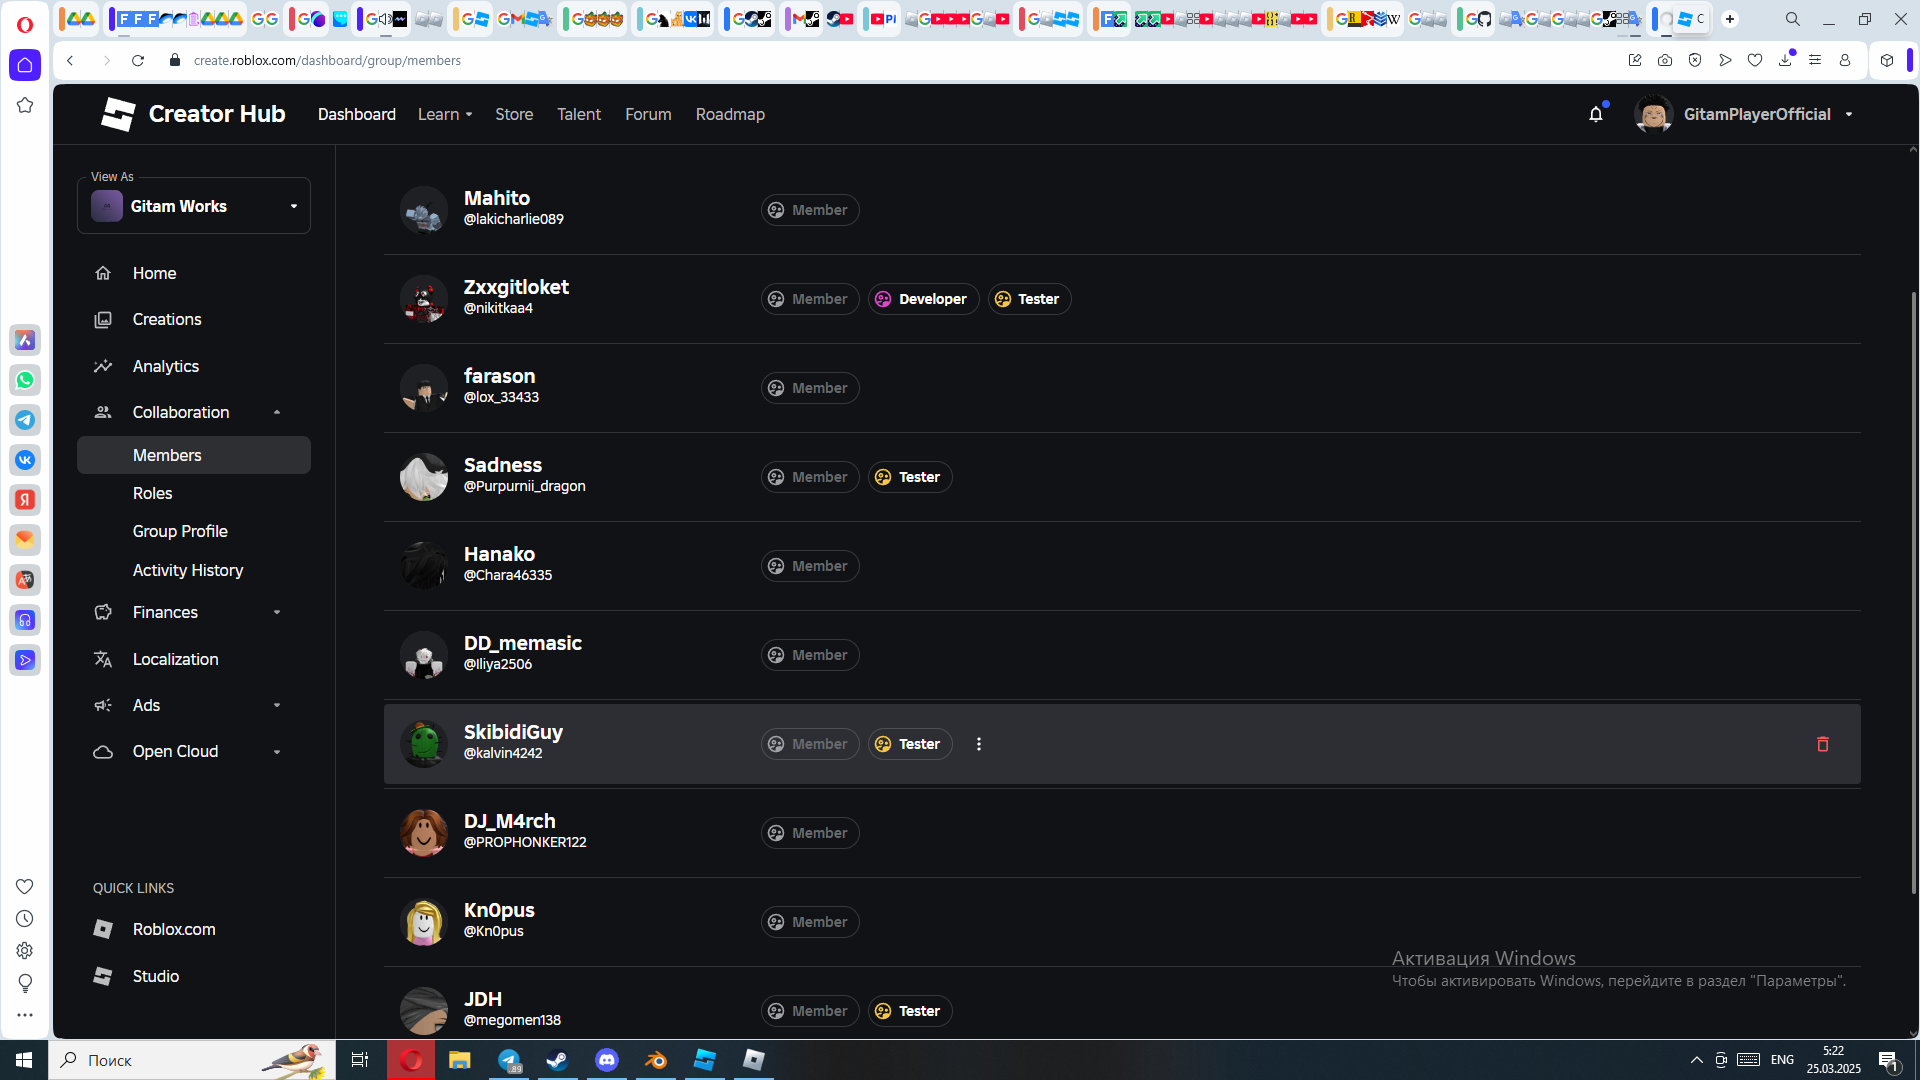 create.roblox.com/dashboard/group/members
Creator Hub
Dashboard
Learn
Store
Talent
Forum
Roadmap
GitamPlayerOfficial
View As
Gitam Works
Home
Creations
Analytics
Collaboration
Members
Roles
Group Profile
Activity History
Finances
Localization
Ads
Open Cloud
QUICK LINKS
Roblox.com
Studio
Mahito
@lakicharlie089
Member
Zxxgitloket
@nikitkaa4
Member Developer Tester
farason
@lox_33433
Member
Sadness
@Purpurnii_dragon
Member Tester
Hanako
@Chara46335
Member
DD_memasic
@Iliya2506
Member
SkibidiGuy
@kalvin4242
Member Tester
DJ_M4rch
@PROPHONKER122
Member
Kn0pus
@Kn0pus
Member
JDH
@megomen138
Member Tester
Активация Windows
Чтобы активировать Windows, перейдите в раздел "Параметры".
Поиск
89
ENG
5:22
25.03.2025
1